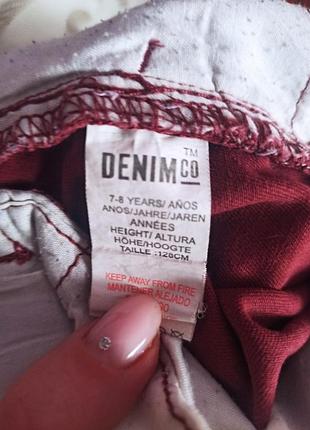 TM
DENIM CO
7-8 YEARS/ AÑOS
ANOS/JAHRE/JAREN
ANNÉES
HEIGHT/ ALTURA
HÖHE/HOOGTE
TAILLE :128CM
KEEP AWAY FROM FIRE
MANTENER ALEJADO